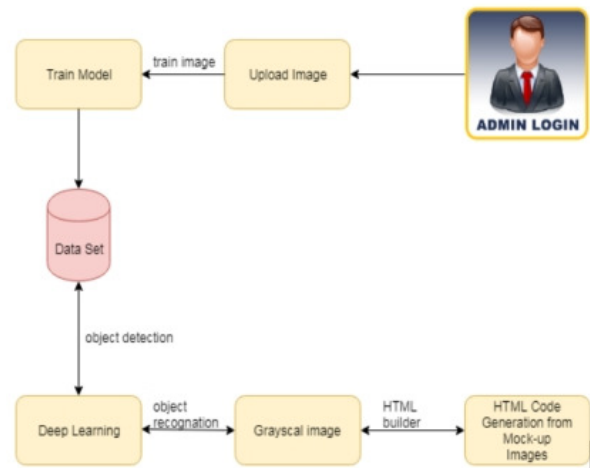 Train Model
train image
Upload Image
ADMIN LOGIN
Data Set
object detection
Deep Learning
object
recognation
Grayscal image
HTML
builder
HTML Code
Generation from
Mock-up
Images